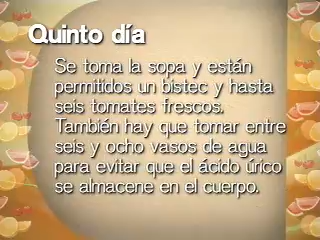 Quinto día
Se toma la sopa y están
permitidos un bistec y hasta
seis tomates frescos.
También hay que tomar entre
seis y ocho vasos de agua
para evitar que el ácido úrico
se almacene en el cuerpo.